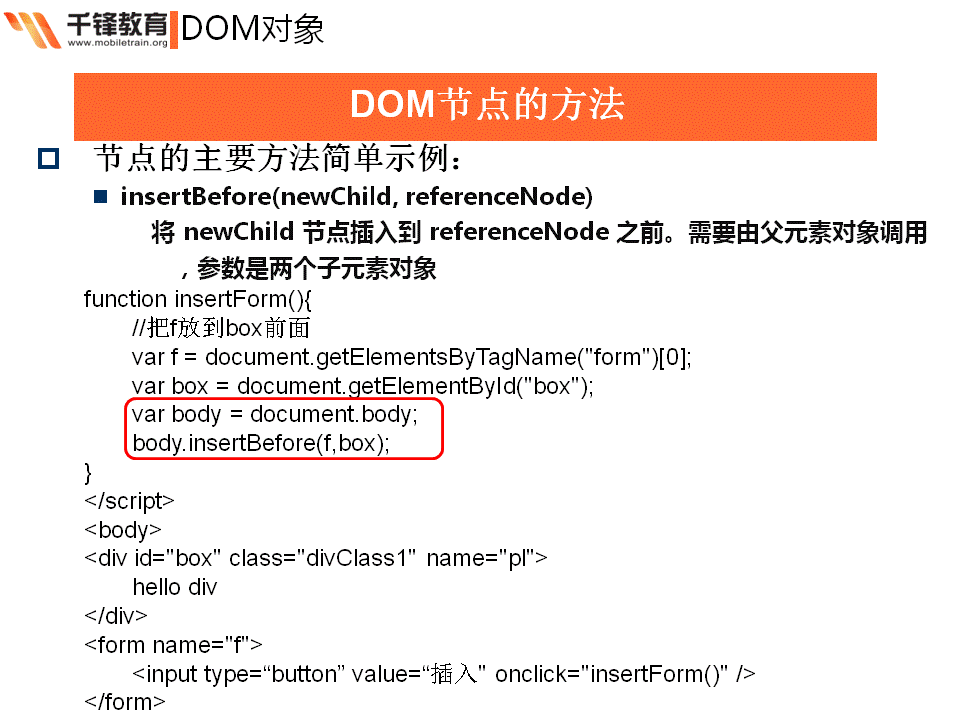 千锋教育
www.mobiletrain.org
DOM对象
DOM节点的方法
节点的主要方法简单示例：
insertBefore(newChild, referenceNode)
将 newChild 节点插入到 referenceNode 之前。需要由父元素对象调用
，参数是两个子元素对象
function insertForm(){
//把f放到box前面
var f = document.getElementsByTagName("form")[0];
var box = document.getElementById("box");
var body = document.body;
body.insertBefore(f,box);
}
</script>
<body>
<div id="box" class="divClass1" name="pl">
hello div
</div>
<form name="f">
<input type=“button” value=“插入" onclick="insertForm()" />
</form>